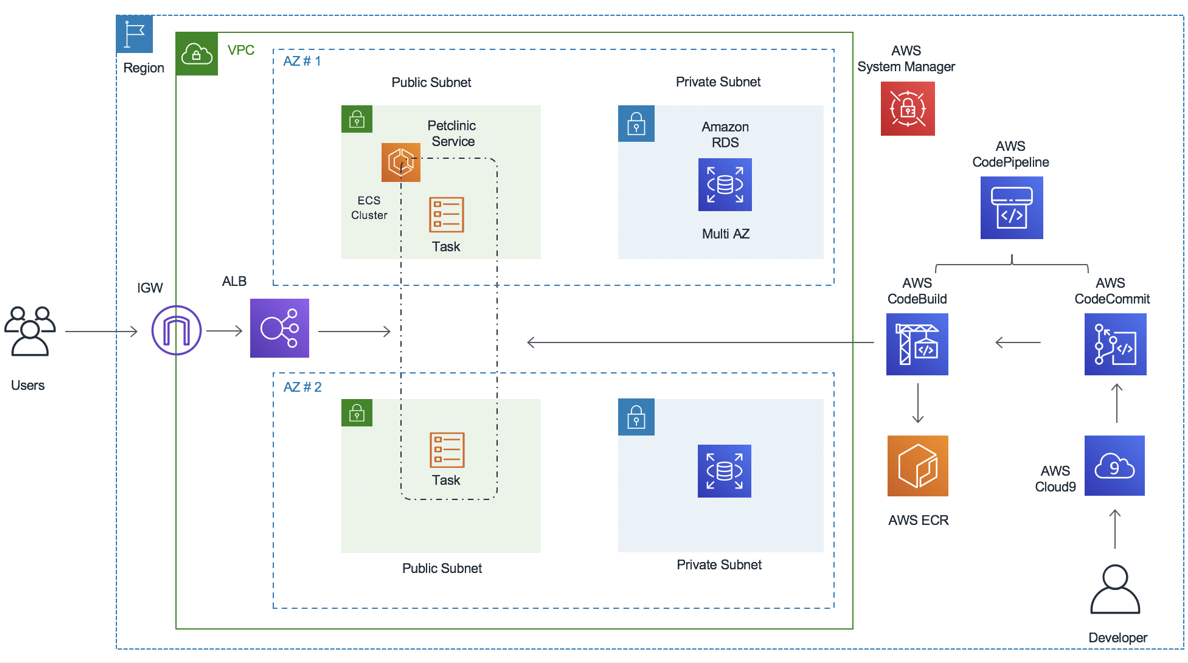 Region
VPC
AZ # 1
Public Subnet
Private Subnet
Petclinic
Service
ECS
Cluster
Task
Amazon
RDS
Multi AZ
AWS
System Manager
AWS
CodePipeline
IGW
ALB
Users
AWS
CodeBuild
AWS
CodeCommit
AZ # 2
Task
Public Subnet
Private Subnet
AWS ECR
9
AWS
Cloud9
Developer